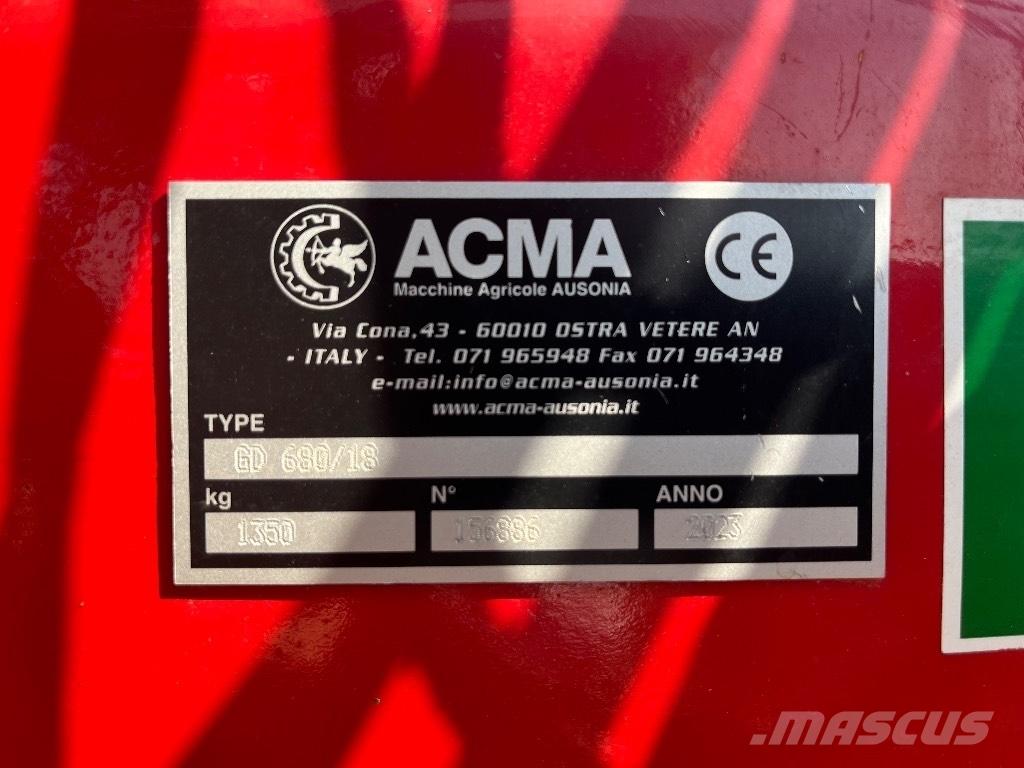 ACMA
Macchine Agricole AUSONIA
CE
Via Cona,43 - 60010 OSTRA VETERE AN
- ITALY - Tel. 071 965948 Fax 071 964348
e-mail:info@acma-ausonia.it
www.acma-ausonia.it
TYPE
GD 680/18
kg N° ANNO
1350 156886 2023
.MASCUS